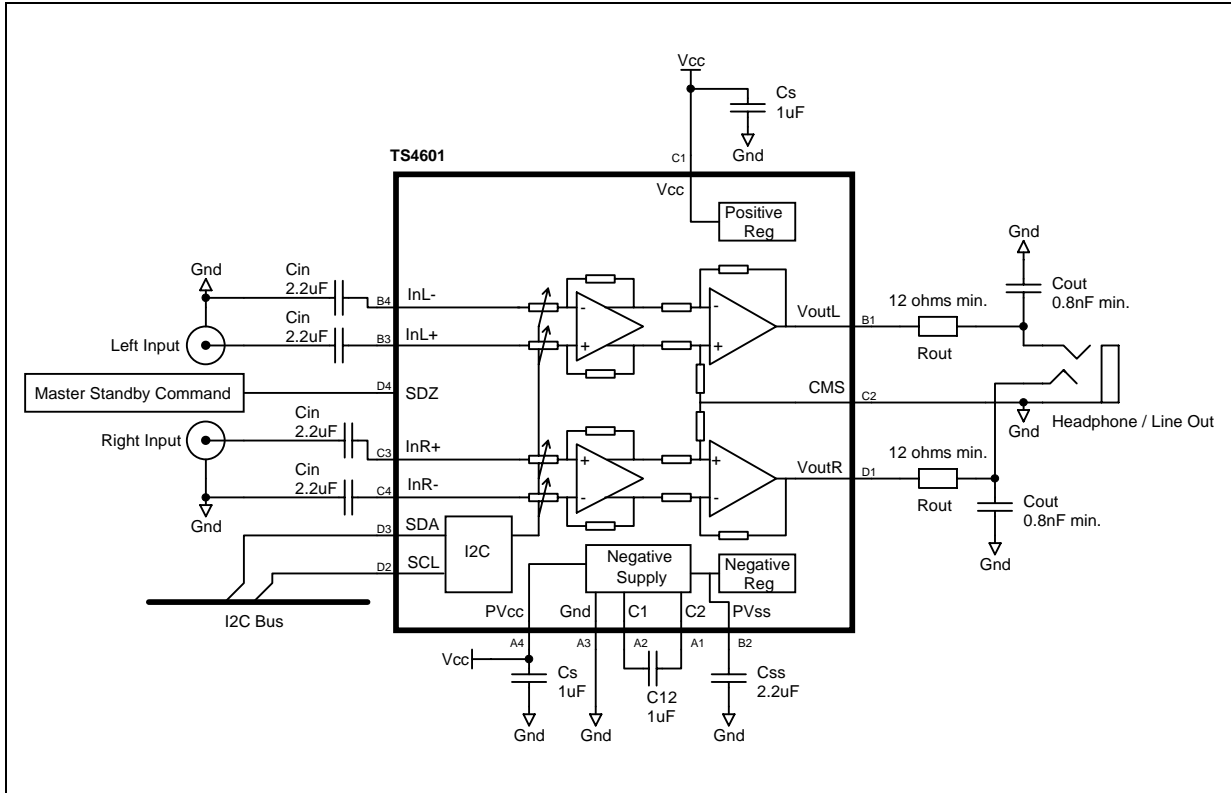 Vcc
Cs
1uF
Gnd
TS4601
C1
Vcc
Positive
Reg
Gnd
Gnd
Cin
2.2uF
B4
InL-
Cin
2.2uF
Left Input
B3
InL+
-
+
-
+
VoutL
B1
12 ohms min.
Rout
Cout
0.8nF min.
Master Standby Command
D4
SDZ
CMS
C2
Gnd
Headphone / Line Out
Right Input
Cin
2.2uF
C3
InR+
Cin
2.2uF
C4
InR-
Gnd
+
-
+
-
VoutR
D1
12 ohms min.
Rout
Cout
0.8nF min.
Gnd
D3
SDA
D2
SCL
I2C
I2C Bus
Negative
Supply
Negative
Reg
PVcc
Gnd
C1
C2
PVss
A4
A3
A2
A1
B2
Vcc
Cs
1uF
C12
1uF
Css
2.2uF
Gnd
Gnd
Gnd